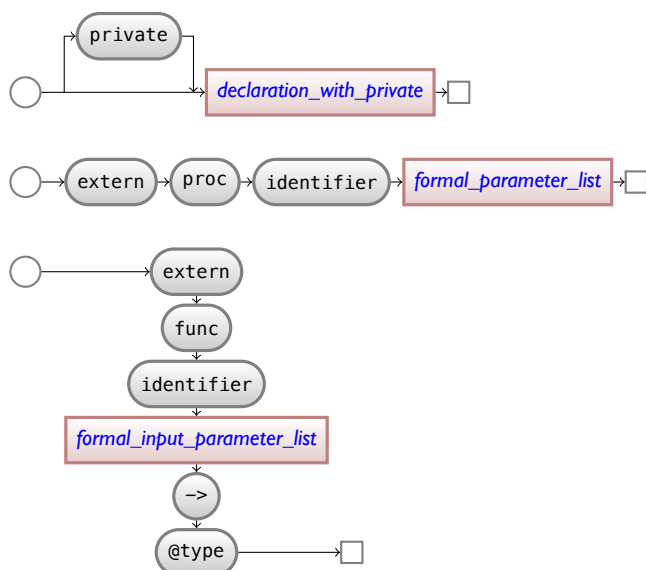 private
declaration_with_private
extern proc identifier formal_parameter_list
extern
func
identifier
formal_input_parameter_list
->
@type